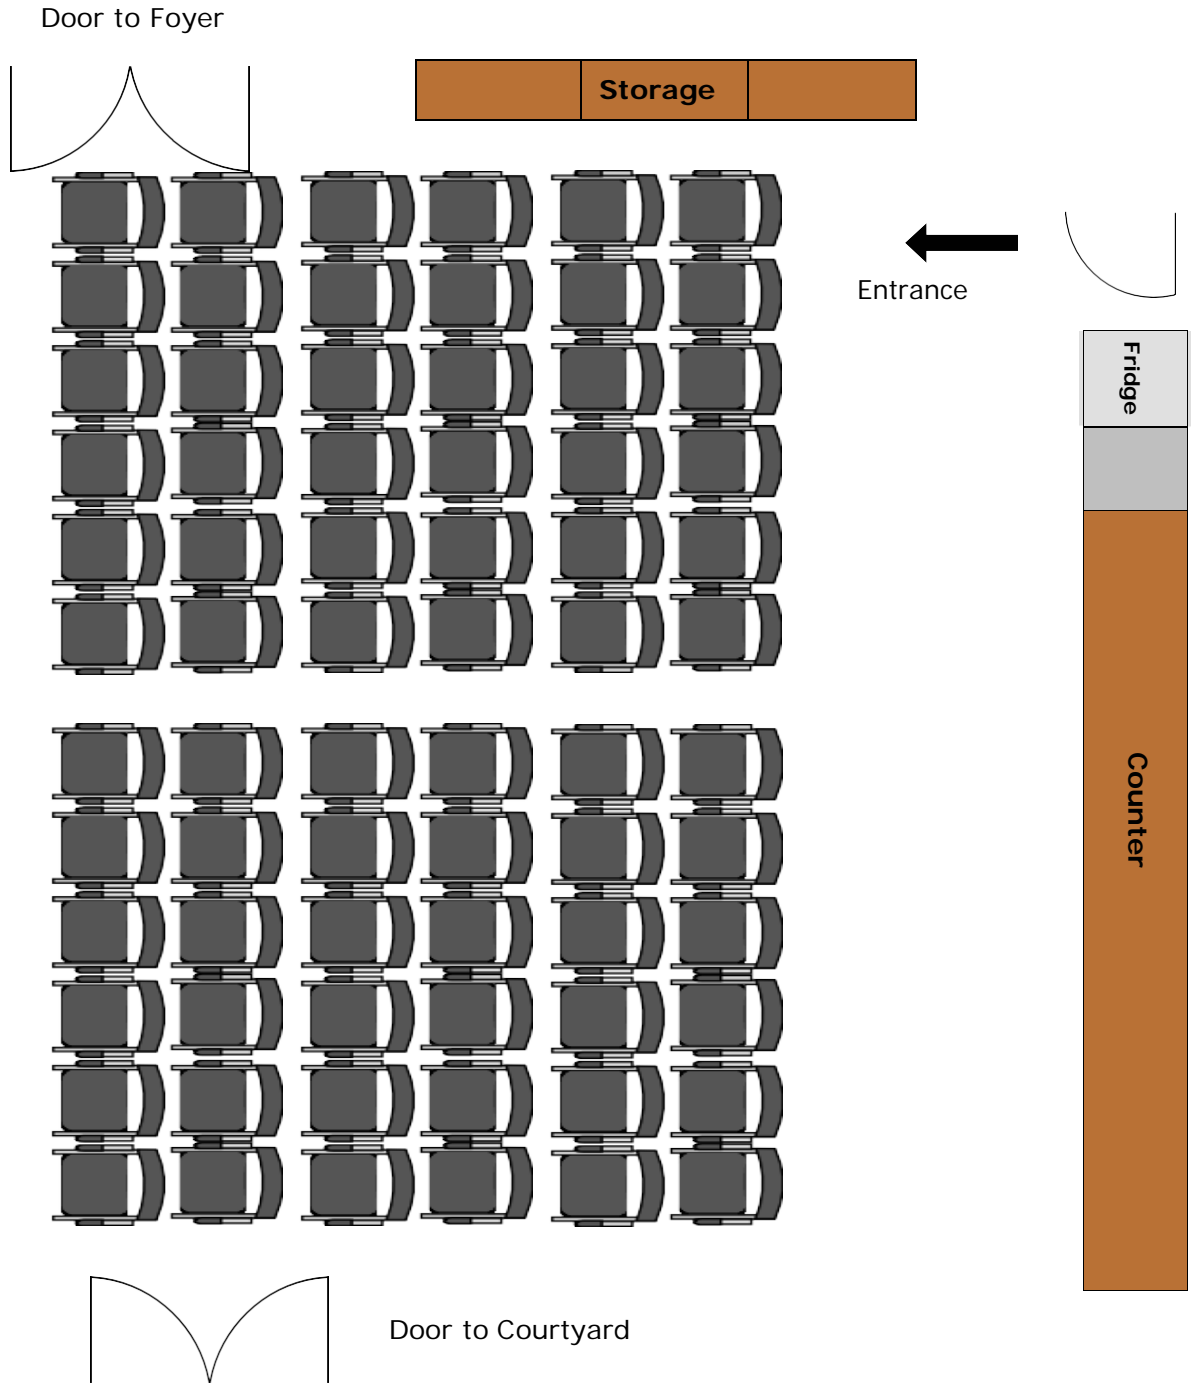 Door to Foyer
Storage
Entrance
Fridge
Counter
Door to Courtyard